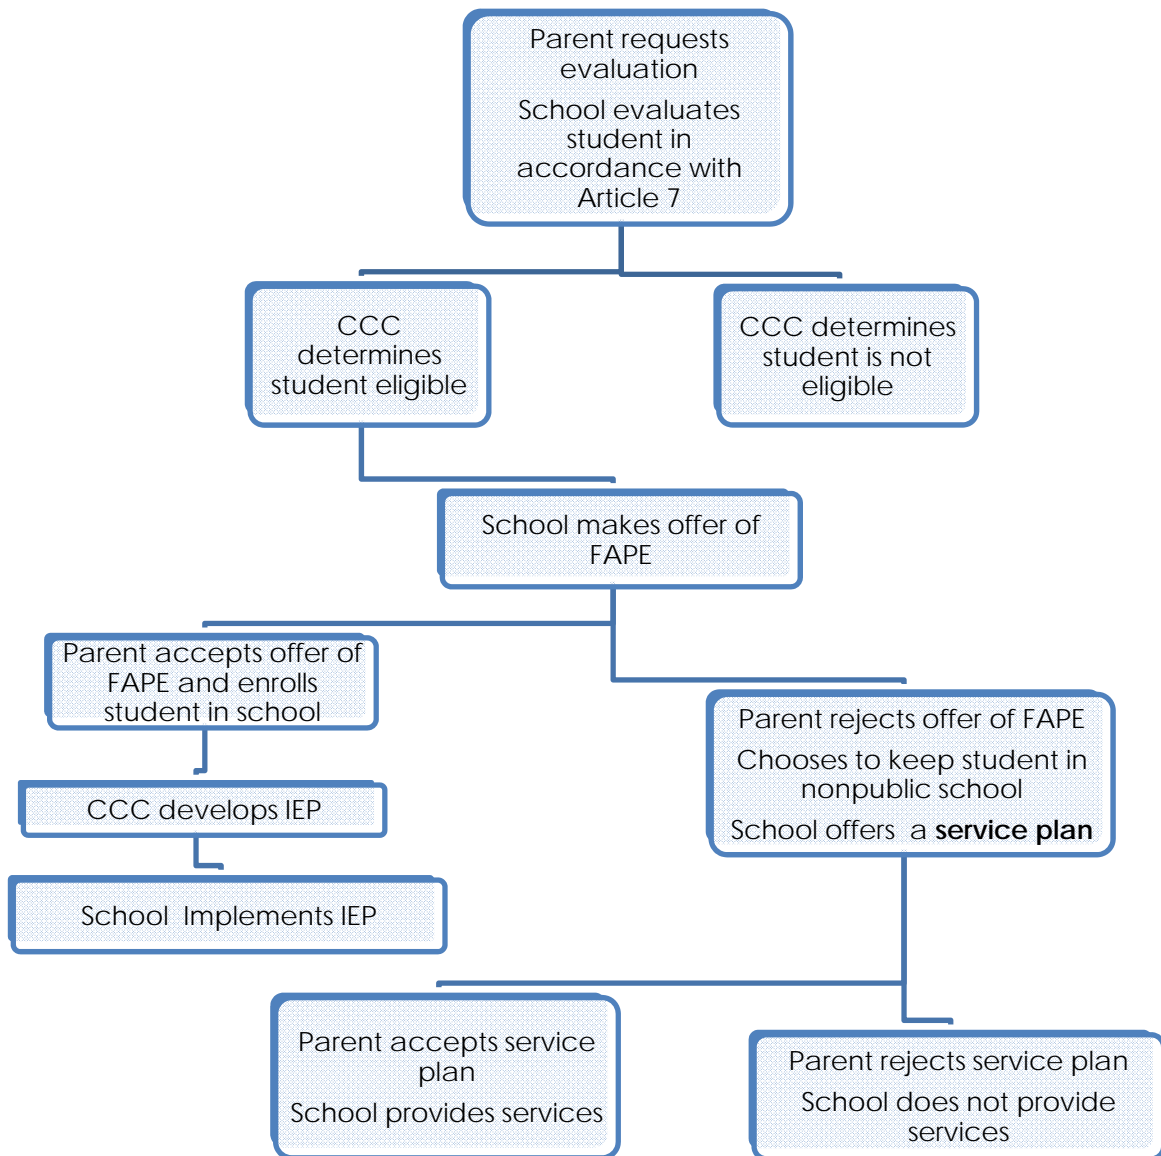 Parent requests
evaluation
School evaluates
student in
accordance with
Article 7
CCC
determines
student eligible
CCC determines
student is not
eligible
School makes offer of
FAPE
Parent accepts offer of
FAPE and enrolls
student in school
Parent rejects offer of FAPE
Chooses to keep student in
nonpublic school
School offers a service plan
CCC develops IEP
School Implements IEP
Parent accepts service
plan
School provides services
Parent rejects service plan
School does not provide
services